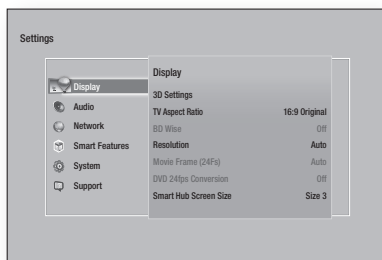 Settings
Display
Audio
Network
Smart Features
System
Support
Display
3D Settings
TV Aspect Ratio 16:9 Original
BD Wise Off
Resolution Auto
Movie Frame (24Fs) Auto
DVD 24fps Conversion Off
Smart Hub Screen Size Size 3